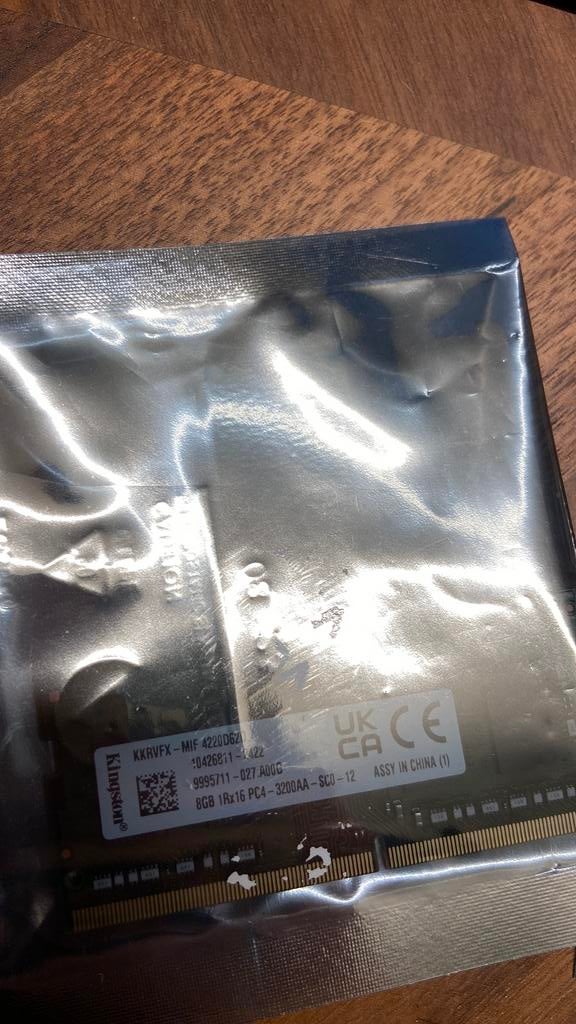 KKRVFX-MIF 4220D62
9995711-027.A00G
8GB 1Rx16 PC4-3200AA-SC0-12
ASSY IN CHINA (1)
Kingston®
UK
CA
CE